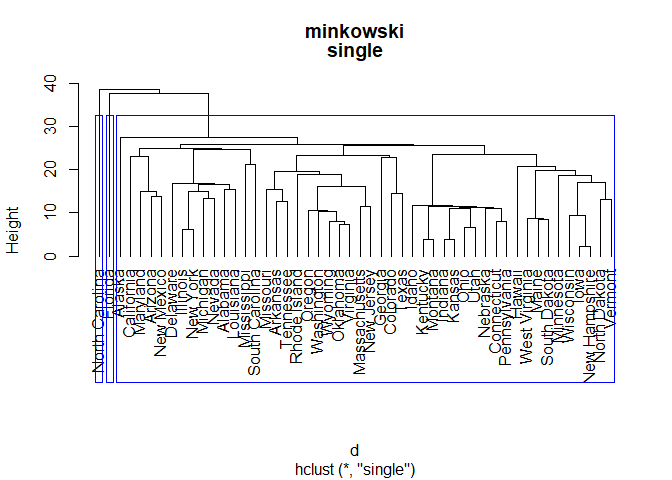 minkowski
single
Height
40
30
20
10
0
North Carolina
Florida
Alaska
California
Maryland
Arizona
New Mexico
Delaware
Illinois
New York
Michigan
Nevada
Alabama
Louisiana
Mississippi
South Carolina
Missouri
Arkansas
Tennessee
Rhode Island
Oregon
Washington
Wyoming
Oklahoma
Virginia
Massachusetts
New Jersey
Georgia
Colorado
Texas
Idaho
Kentucky
Montana
Indiana
Kansas
Ohio
Utah
Nebraska
Connecticut
Pennsylvania
Hawaii
West Virginia
Maine
South Dakota
Minnesota
Wisconsin
Iowa
New Hampshire
North Dakota
Vermont
d
hclust (*, "single")